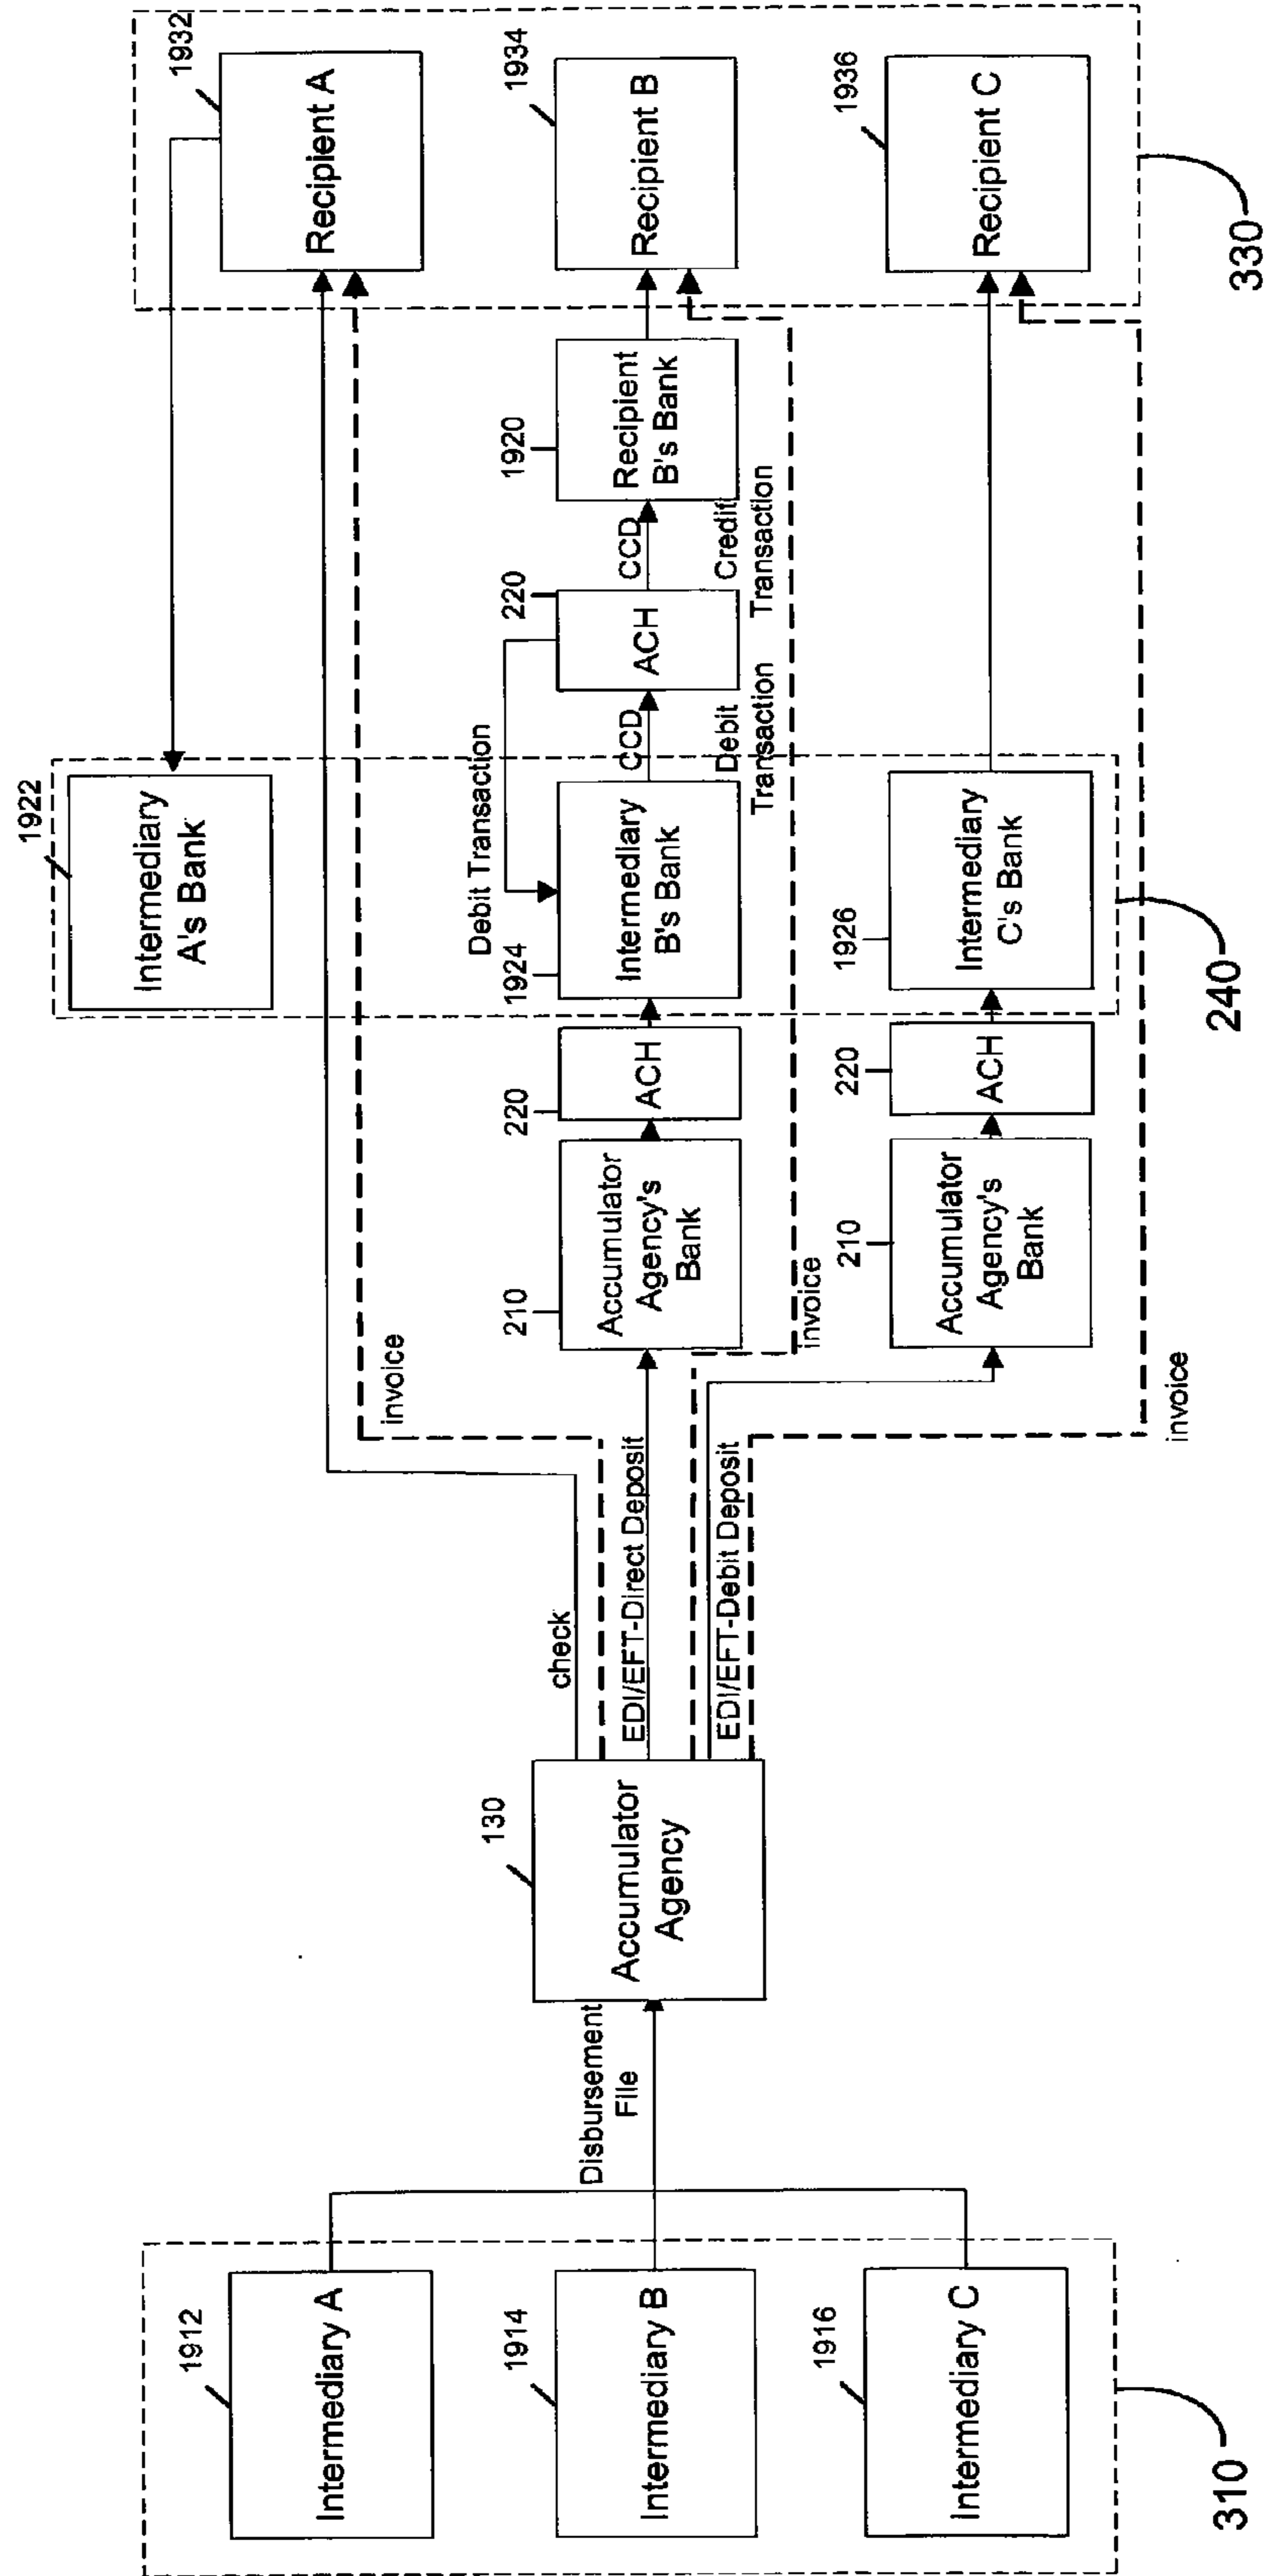 1912
Intermediary A
1914
Intermediary B
1916
Intermediary C
310
Disbursement
File
130
Accumulator
Agency
check
EDI/EFT-Direct Deposit
EDI/EFT-Debit Deposit
invoice
invoice
invoice
210
Accumulator
Agency's
Bank
220
ACH
210
Accumulator
Agency's
Bank
220
ACH
1922
Intermediary
A's Bank
1924
Intermediary
B's Bank
1926
Intermediary
C's Bank
240
Debit Transaction
CCD
Debit
Transaction
220
ACH
CCD
Credit
Transaction
1920
Recipient
B's Bank
1932
Recipient A
1934
Recipient B
1936
Recipient C
330